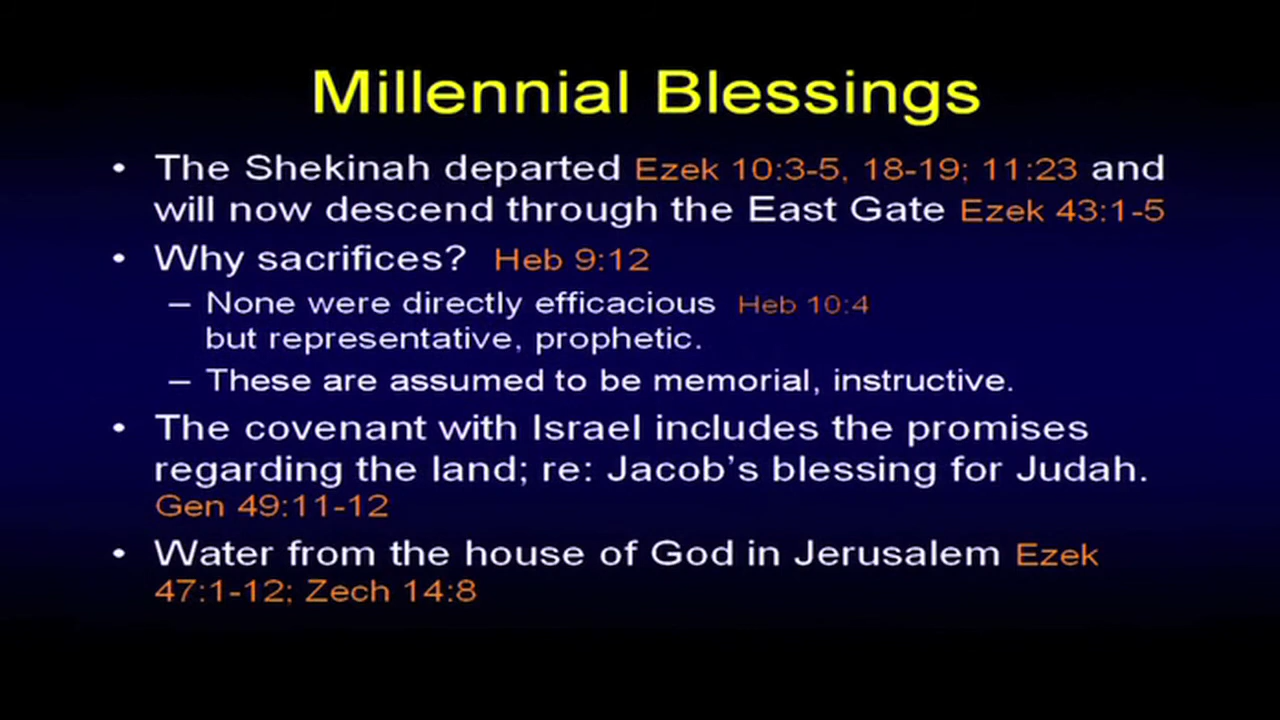 Millennial Blessings
• The Shekinah departed Ezek 10:3-5, 18-19; 11:23 and
will now descend through the East Gate Ezek 43:1-5
• Why sacrifices? Heb 9:12
– None were directly efficacious Heb 10:4
but representative, prophetic.
– These are assumed to be memorial, instructive.
• The covenant with Israel includes the promises
regarding the land; re: Jacob's blessing for Judah.
Gen 49:11-12
• Water from the house of God in Jerusalem Ezek
47:1-12; Zech 14:8